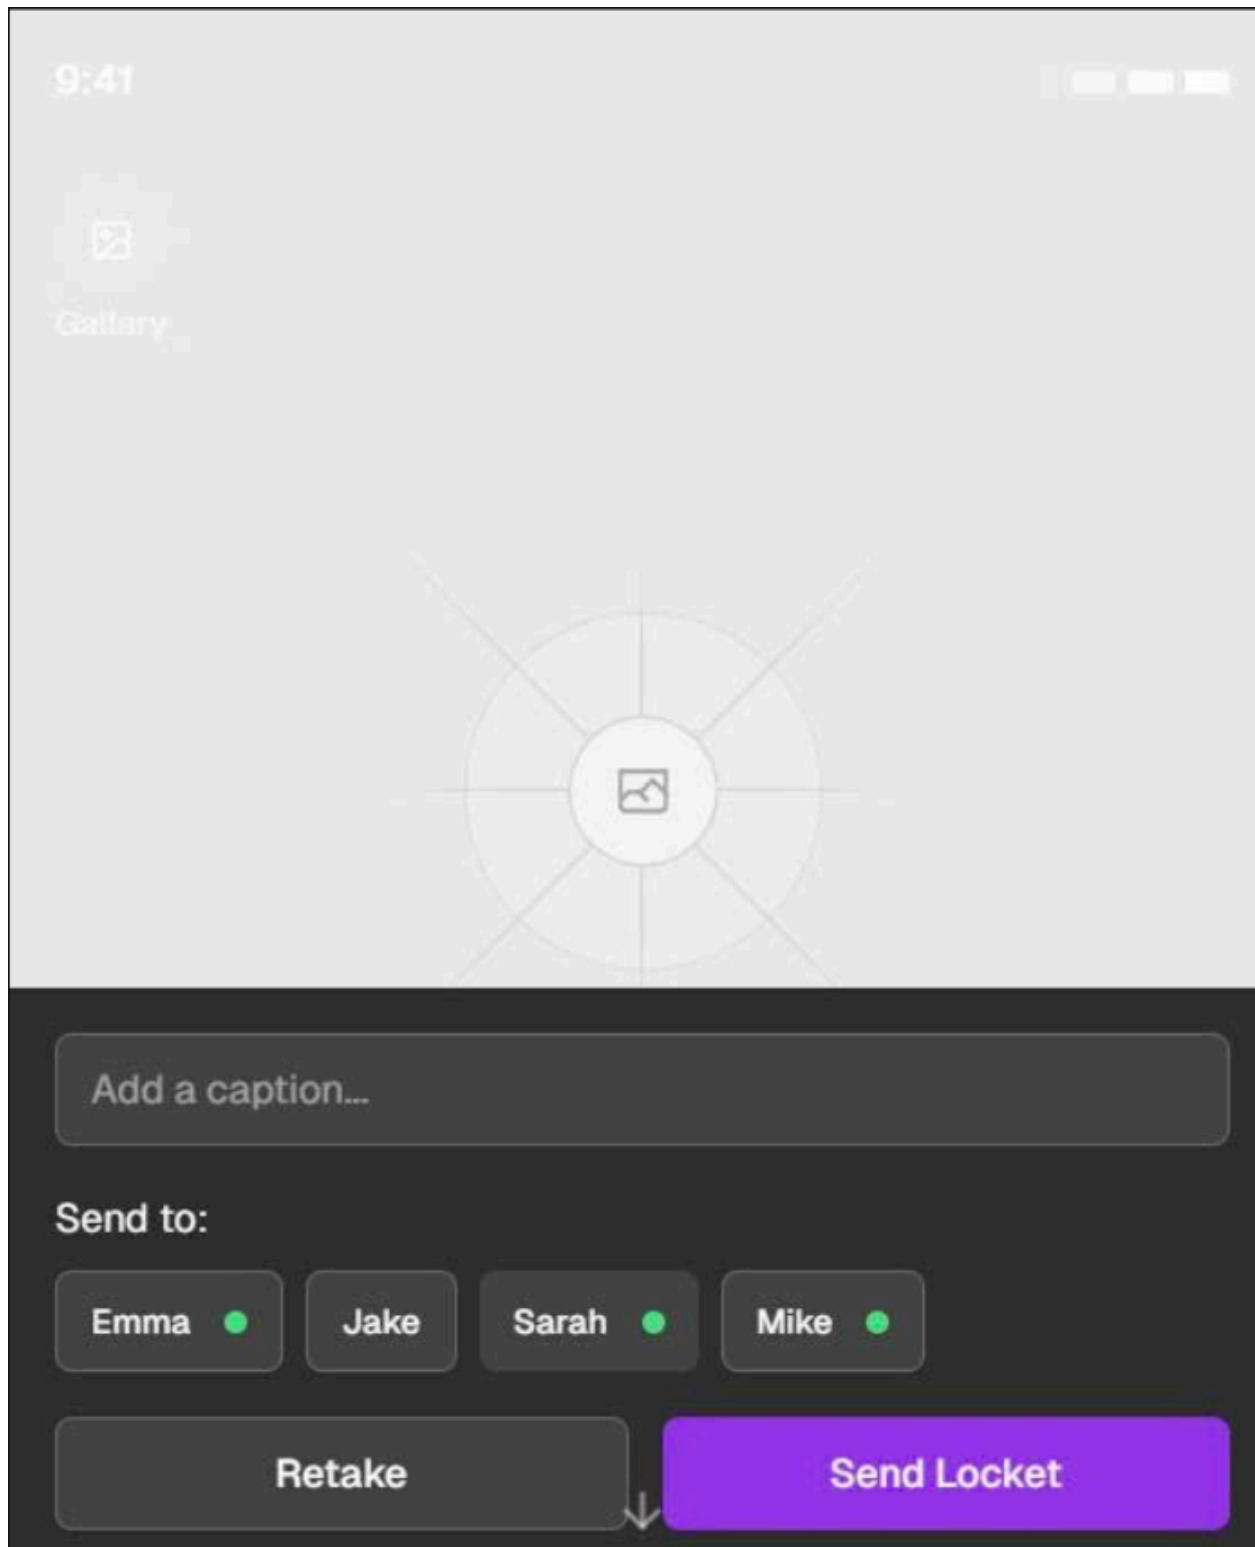 9:41
Gallery
Add a caption...
Send to:
Emma Jake Sarah Mike
Retake Send Locket